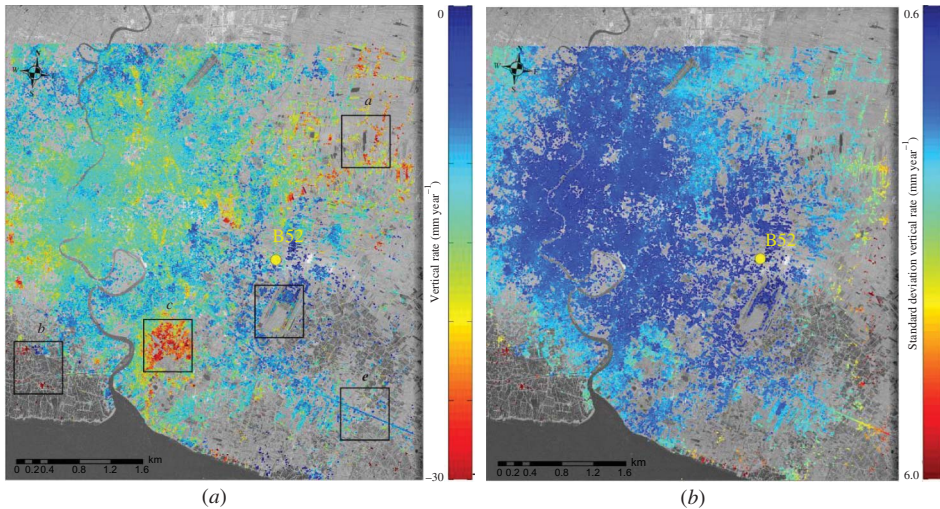 0
Vertical rate (mm year⁻¹)
−30
N
W
E
S
a
b
c
e
B52
0 0.2 0.4 0.8 1.2 1.6
(a)
0.6
Standard deviation vertical rate (mm year⁻¹)
6.0
N
W
E
S
B52
0 0.2 0.4 0.8 1.2 1.6
(b)